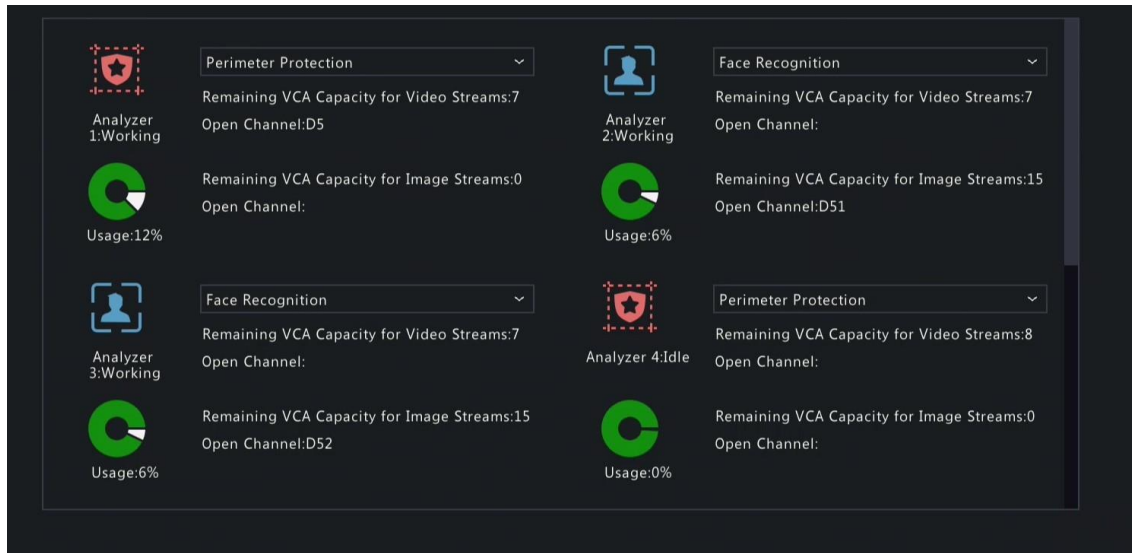 Perimeter Protection
Remaining VCA Capacity for Video Streams:7
Analyzer
1:Working
Open Channel:D5
Remaining VCA Capacity for Image Streams:0
Open Channel:
Usage:12%
Face Recognition
Remaining VCA Capacity for Video Streams:7
Analyzer
2:Working
Open Channel:
Remaining VCA Capacity for Image Streams:15
Open Channel:D51
Usage:6%
Face Recognition
Remaining VCA Capacity for Video Streams:7
Analyzer
3:Working
Open Channel:
Remaining VCA Capacity for Image Streams:15
Open Channel:D52
Usage:6%
Perimeter Protection
Remaining VCA Capacity for Video Streams:8
Analyzer 4:Idle
Open Channel:
Remaining VCA Capacity for Image Streams:0
Open Channel:
Usage:0%